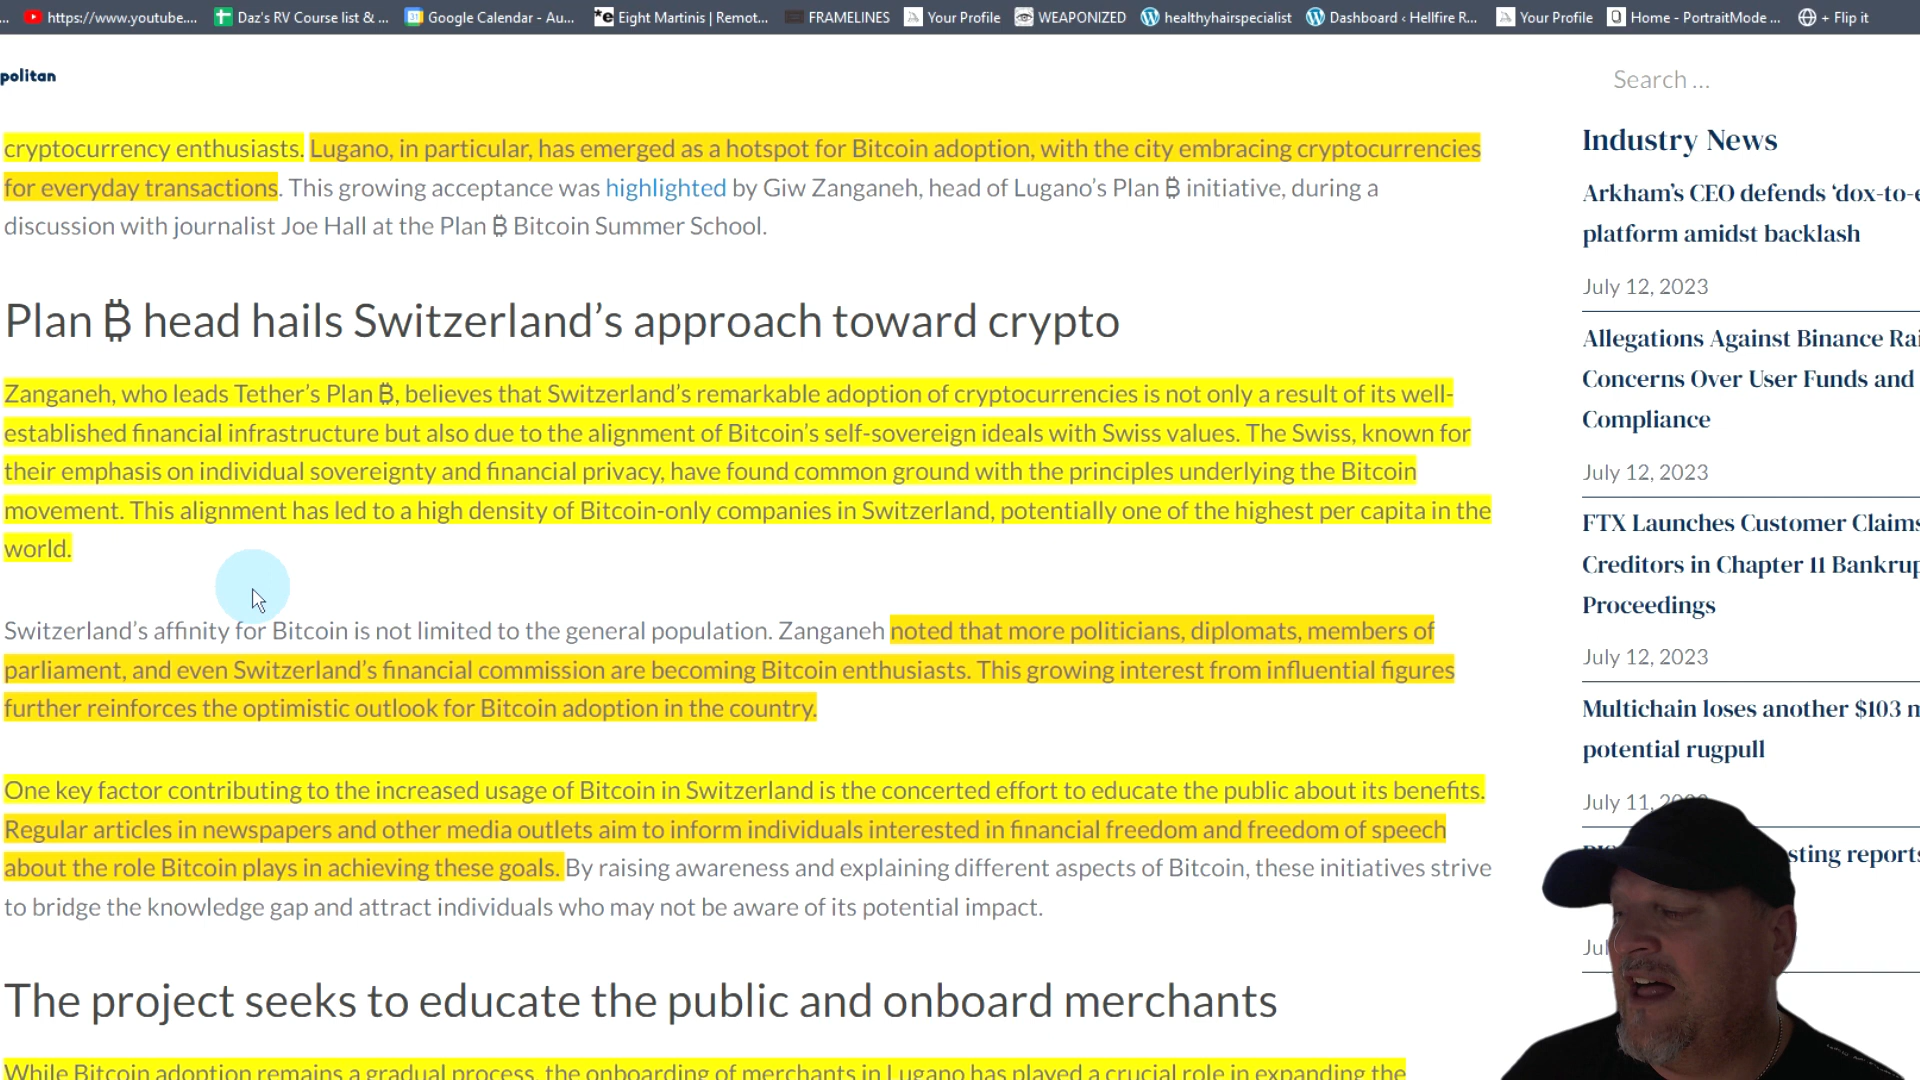 https://www.youtube....
Daz's RV Course list & ...
Google Calendar - Au...
Eight Martinis | Remot...
FRAMELINES
Your Profile
WEAPONIZED
healthyhairspecialist
Dashboard ‹ Hellfire R...
Your Profile
Home - PortraitMode ...
+ Flip it
politan
Search ...
cryptocurrency enthusiasts. Lugano, in particular, has emerged as a hotspot for Bitcoin adoption, with the city embracing cryptocurrencies
for everyday transactions. This growing acceptance was highlighted by Giw Zanganeh, head of Lugano's Plan ₿ initiative, during a
discussion with journalist Joe Hall at the Plan ₿ Bitcoin Summer School.
Plan ₿ head hails Switzerland's approach toward crypto
Zanganeh, who leads Tether's Plan ₿, believes that Switzerland's remarkable adoption of cryptocurrencies is not only a result of its well-
established financial infrastructure but also due to the alignment of Bitcoin's self-sovereign ideals with Swiss values. The Swiss, known for
their emphasis on individual sovereignty and financial privacy, have found common ground with the principles underlying the Bitcoin
movement. This alignment has led to a high density of Bitcoin-only companies in Switzerland, potentially one of the highest per capita in the
world.
Switzerland's affinity for Bitcoin is not limited to the general population. Zanganeh noted that more politicians, diplomats, members of
parliament, and even Switzerland's financial commission are becoming Bitcoin enthusiasts. This growing interest from influential figures
further reinforces the optimistic outlook for Bitcoin adoption in the country.
One key factor contributing to the increased usage of Bitcoin in Switzerland is the concerted effort to educate the public about its benefits.
Regular articles in newspapers and other media outlets aim to inform individuals interested in financial freedom and freedom of speech
about the role Bitcoin plays in achieving these goals. By raising awareness and explaining different aspects of Bitcoin, these initiatives strive
to bridge the knowledge gap and attract individuals who may not be aware of its potential impact.
The project seeks to educate the public and onboard merchants
While Bitcoin adoption remains a gradual process, the onboarding of merchants in Lugano has played a crucial role in expanding the
Industry News
Arkham's CEO defends 'dox-to-e
platform amidst backlash
July 12, 2023
Allegations Against Binance Rai
Concerns Over User Funds and
Compliance
July 12, 2023
FTX Launches Customer Claims
Creditors in Chapter 11 Bankrup
Proceedings
July 12, 2023
Multichain loses another $103 m
potential rugpull
July 11,
sting reports
Jul